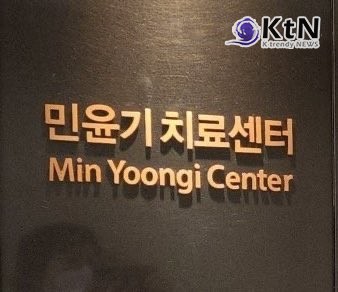 KtN
K trendy NEWS
민윤기 치료센터
Min Yoongi Center